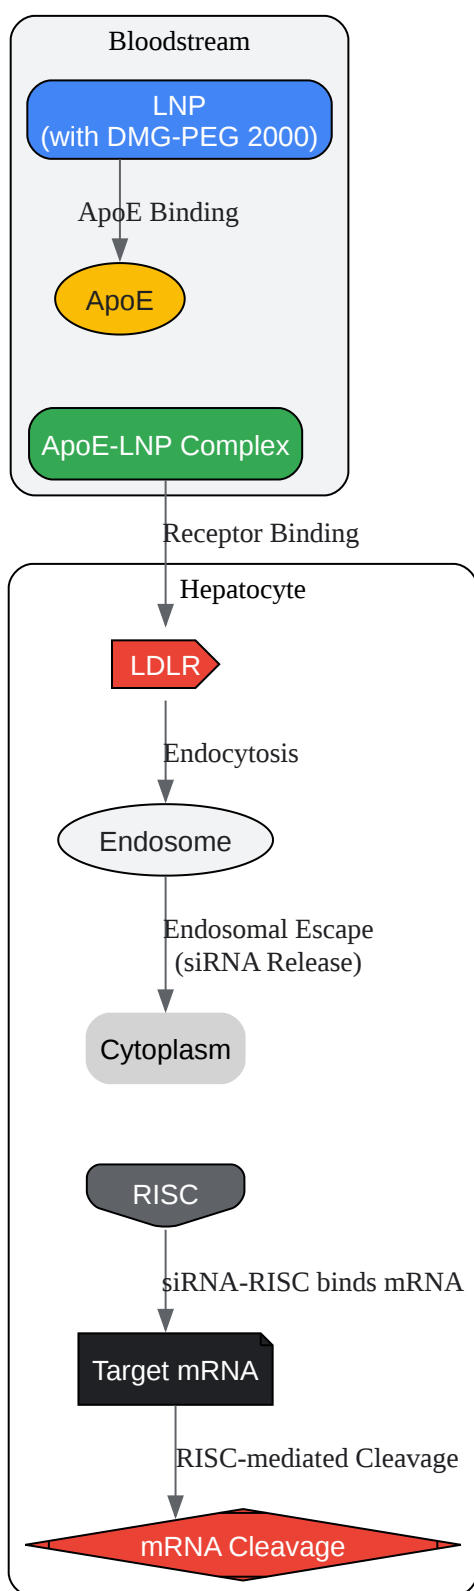 Bloodstream
LNP
(with DMG-PEG 2000)
ApoE Binding
ApoE
ApoE-LNP Complex
Receptor Binding
Hepatocyte
LDLR
Endocytosis
Endosome
Endosomal Escape
(siRNA Release)
Cytoplasm
RISC
siRNA-RISC binds mRNA
Target mRNA
RISC-mediated Cleavage
mRNA Cleavage